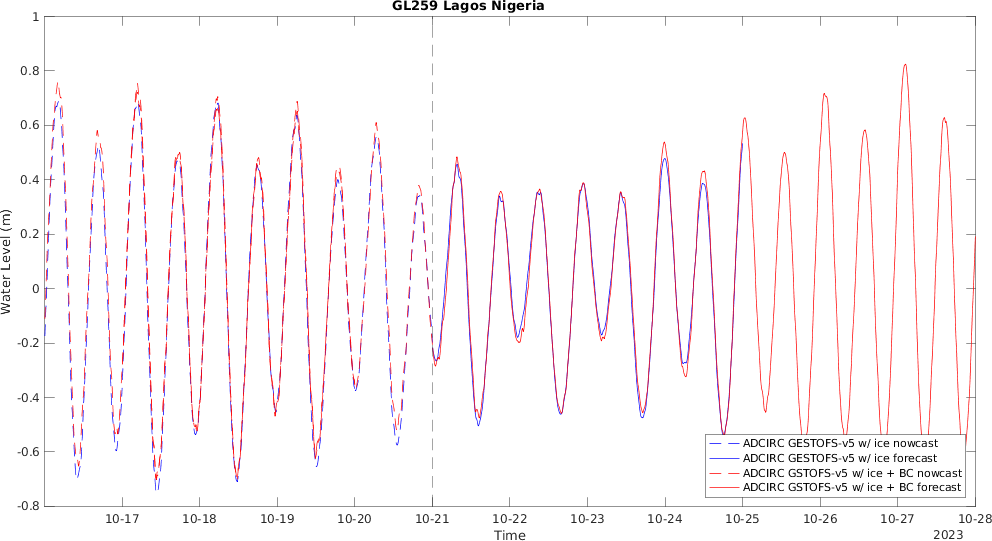 GL259 Lagos Nigeria
1
0.8
0.6
0.4
0.2
0
-0.2
-0.4
-0.6
-0.8
Water Level (m)
10-17 10-18 10-19 10-20 10-21 10-22 10-23 10-24 10-25 10-26 10-27 10-28
Time
2023
ADCIRC GESTOFS-v5 w/ ice nowcast
ADCIRC GESTOFS-v5 w/ ice forecast
ADCIRC GSTOFS-v5 w/ ice + BC nowcast
ADCIRC GSTOFS-v5 w/ ice + BC forecast